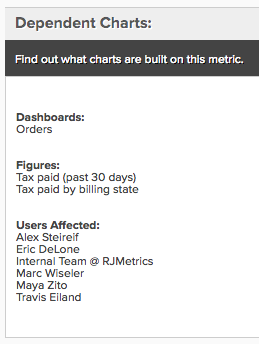 Dependent Charts:
Find out what charts are built on this metric.
Dashboards:
Orders
Figures:
Tax paid (past 30 days)
Tax paid by billing state
Users Affected:
Alex Steireif
Eric DeLone
Internal Team @ RJMetrics
Marc Wiseler
Maya Zito
Travis Eiland